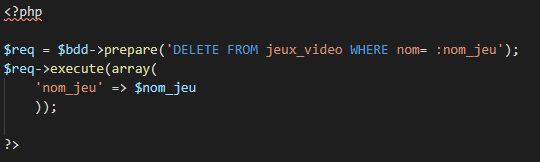 <?php
$req = $bdd->prepare('DELETE FROM jeux_video WHERE nom= :nom_jeu');
$req->execute(array(
    'nom_jeu' => $nom_jeu
    ));
?>